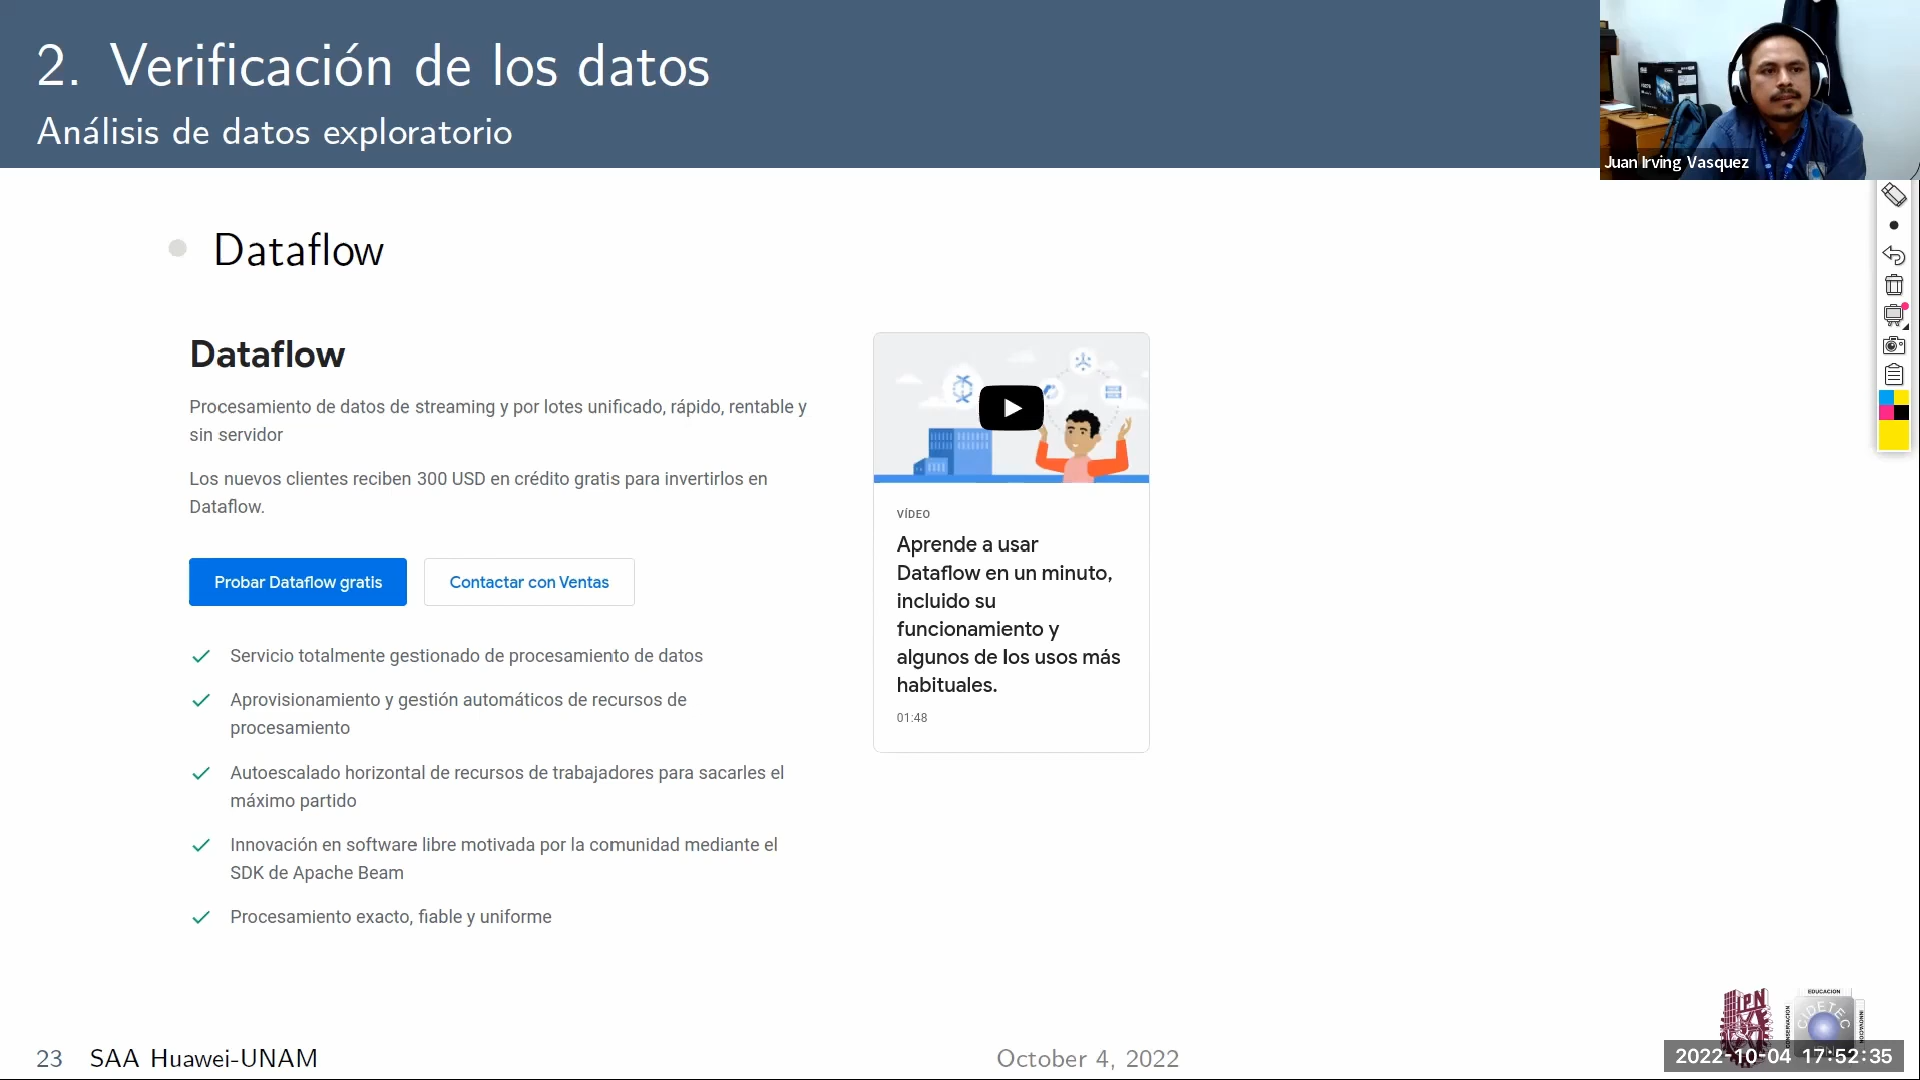 2. Verificación de los datos
Análisis de datos exploratorio
Juan Irving Vasquez
Dataflow
Dataflow
Procesamiento de datos de streaming y por lotes unificado, rápido, rentable y
sin servidor
Los nuevos clientes reciben 300 USD en crédito gratis para invertirlos en
Dataflow.
Probar Dataflow gratis
Contactar con Ventas
Servicio totalmente gestionado de procesamiento de datos
Aprovisionamiento y gestión automáticos de recursos de
procesamiento
Autoescalado horizontal de recursos de trabajadores para sacarles el
máximo partido
Innovación en software libre motivada por la comunidad mediante el
SDK de Apache Beam
Procesamiento exacto, fiable y uniforme
VÍDEO
Aprende a usar
Dataflow en un minuto,
incluido su
funcionamiento y
algunos de los usos más
habituales.
01:48
IPN
EDUCACION
CIDETEC
23 SAA Huawei-UNAM
October 4, 2022
2022-10-04 17:52:35